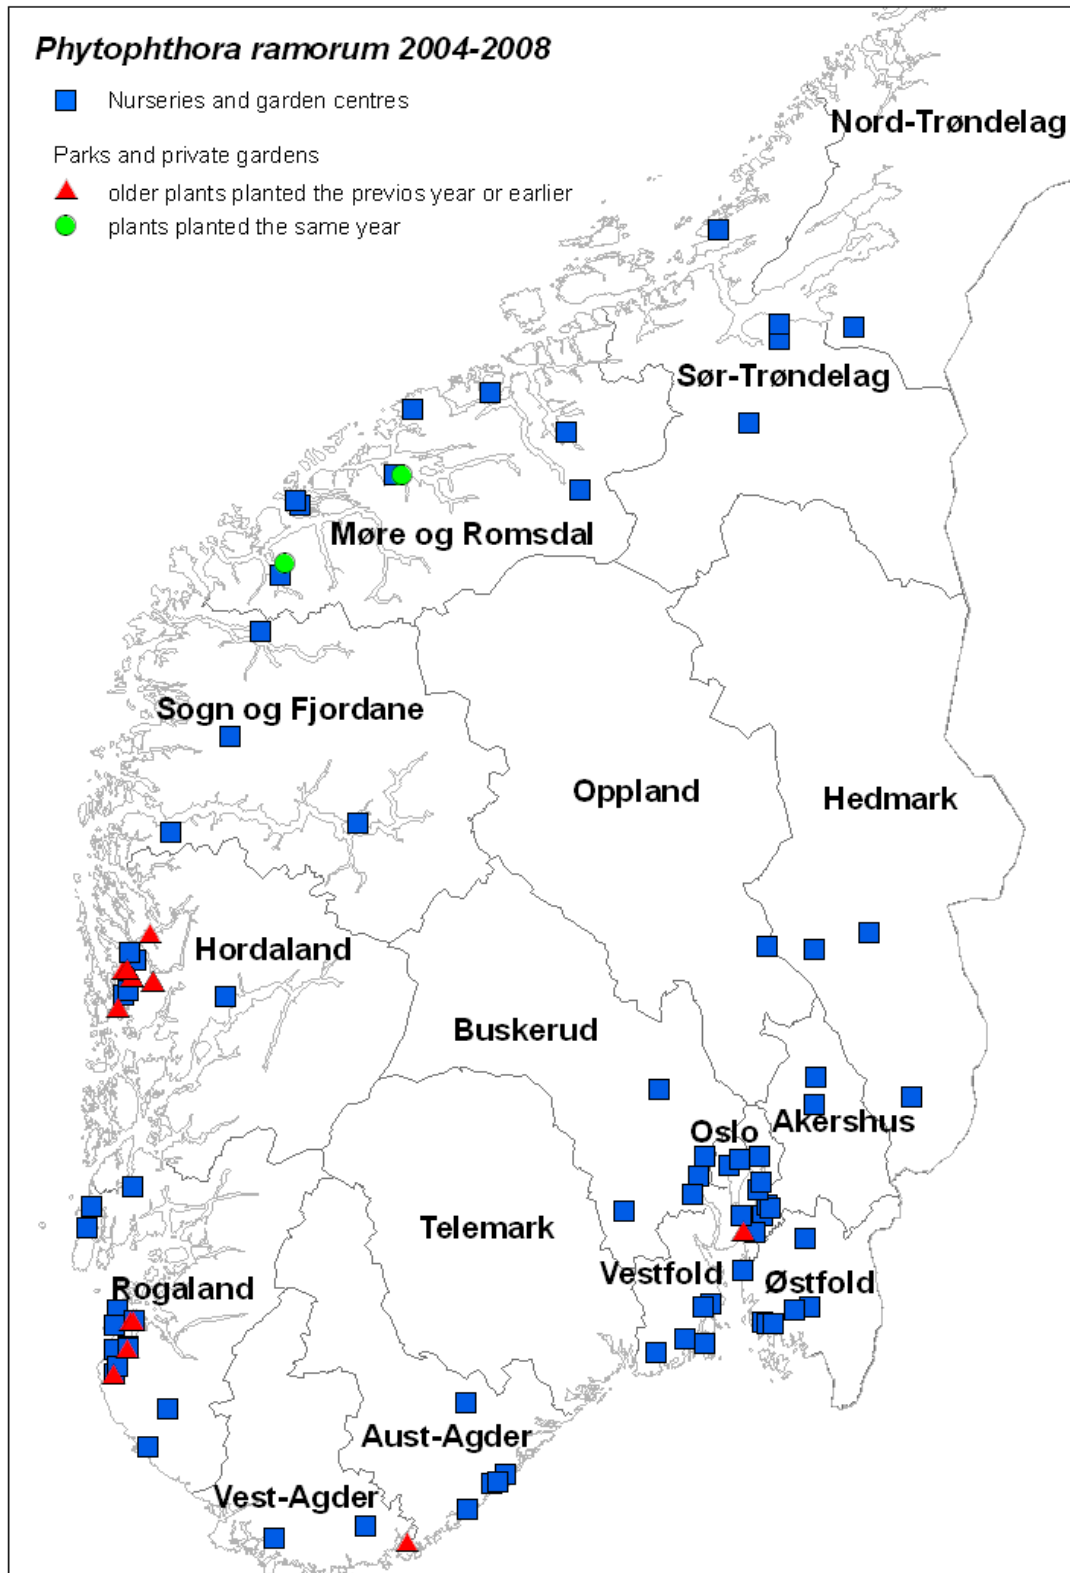 Phytophthora ramorum 2004-2008
Nurseries and garden centres
Parks and private gardens
older plants planted the previos year or earlier
plants planted the same year
Nord-Trøndelag
Sør-Trøndelag
Møre og Romsdal
Sogn og Fjordane
Oppland
Hedmark
Hordaland
Buskerud
Akershus
Oslo
Telemark
Vestfold
Østfold
Rogaland
Aust-Agder
Vest-Agder